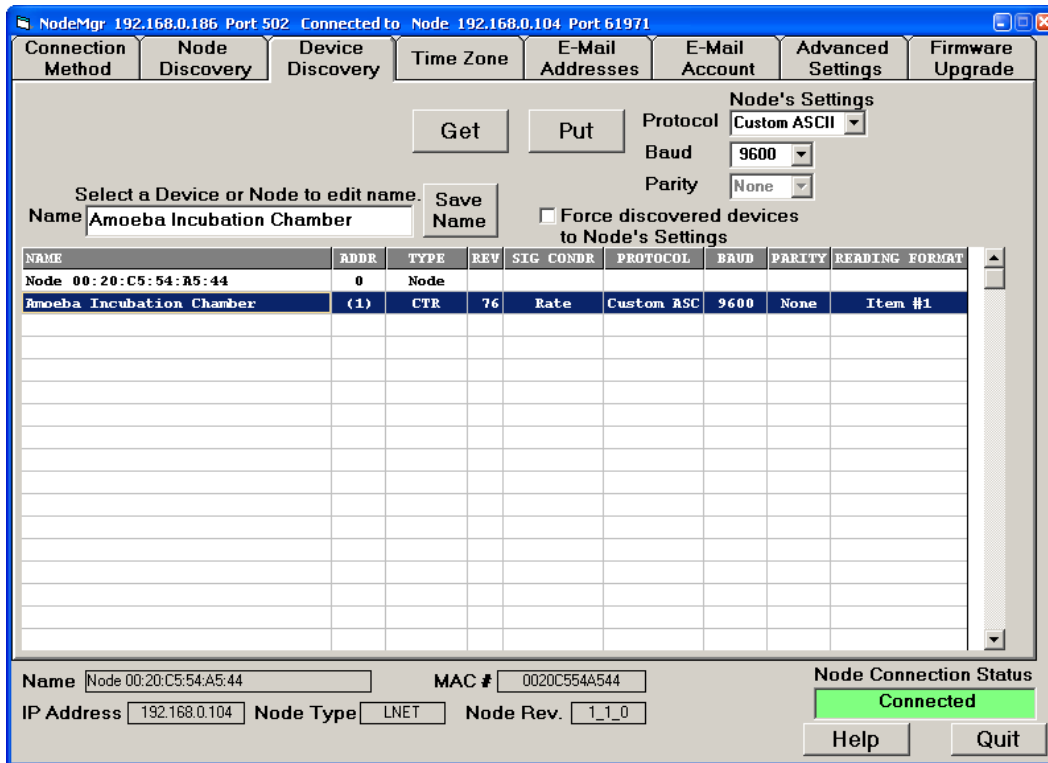 NodeMgr 192.168.0.186 Port 502 Connected to Node 192.168.0.104 Port 61971
Connection Method
Node Discovery
Device Discovery
Time Zone
E-Mail Addresses
E-Mail Account
Advanced Settings
Firmware Upgrade
Node's Settings
Get
Put
Protocol Custom ASCII
Baud 9600
Parity None
Select a Device or Node to edit name.
Name Amoeba Incubation Chamber
Save Name
Force discovered devices
to Node's Settings
NAME ADDR TYPE REV SIG CONDR PROTOCOL BAUD PARITY READING FORMAT
Node 00:20:C5:54:A5:44 0 Node
Amoeba Incubation Chamber (1) CTR 76 Rate Custom ASC 9600 None Item #1
Name Node 00:20:C5:54:A5:44 MAC # 0020C554A544
IP Address 192.168.0.104 Node Type LNET Node Rev. 1_1_0
Node Connection Status
Connected
Help
Quit